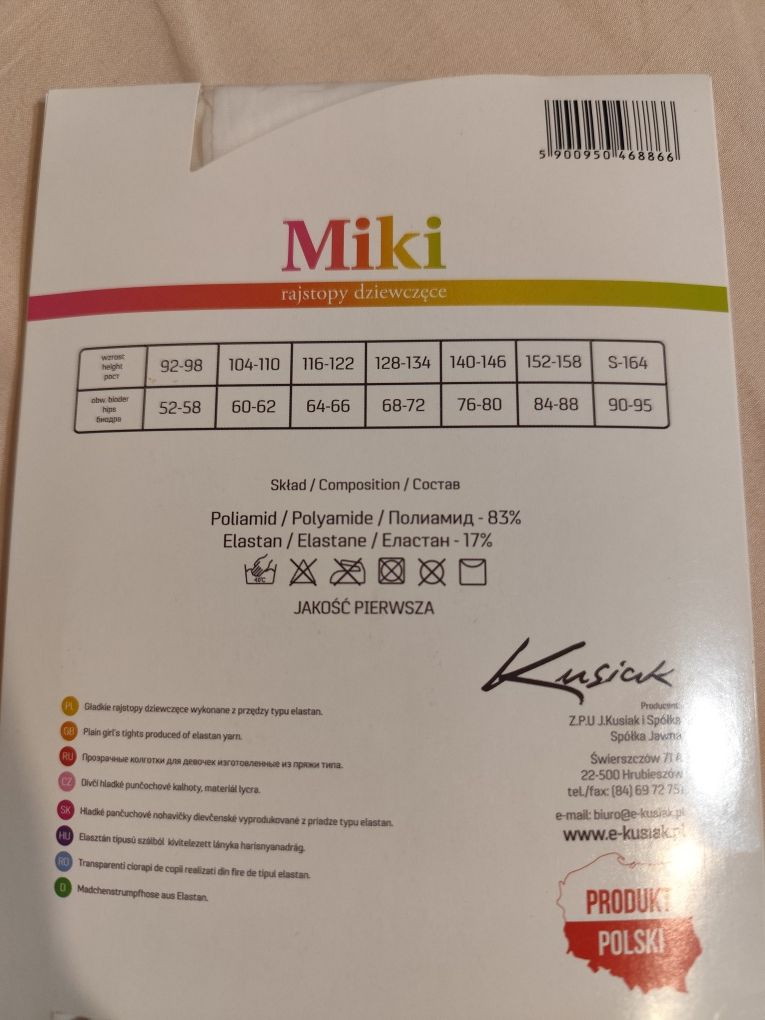 5 900950 468866
Miki
rajstopy dziewczęce
wzrost height рост 92-98 104-110 116-122 128-134 140-146 152-158 S-164
obw. bioder hips биодра 52-58 60-62 64-66 68-72 76-80 84-88 90-95
Skład / Composition / Состав
Poliamid / Polyamide / Полиамид - 83%
Elastan / Elastane / Еластан - 17%
40°C
JAKOŚĆ PIERWSZA
Kusiak
Producent:
Z.P.U J.Kusiak i Spółka
Spółka Jawna
Świerszczów 71 A
22-500 Hrubieszów
tel./fax: (84) 69 72 751
e-mail: biuro@e-kusiak.pl
www.e-kusiak.pl
PL Gładkie rajstopy dziewczęce wykonane z przędzy typu elastan.
GB Plain girl's tights produced of elastan yarn.
RU Прозрачные колготки для девочек изготовленные из пряжи типа.
CZ Dívčí hladké punčochové kalhoty, materiál lycra.
SK Hladké pančuchové nohavičky dievčenské vyprodukované z priadze typu elastan.
HU Elasztán típusú szálból kivitelezett lányka harisnyanadrág.
RO Transparenti ciorapi de copil realizati din fire de tipul elastan.
D Madchenstrumpfhose aus Elastan.
PRODUKT
POLSKI